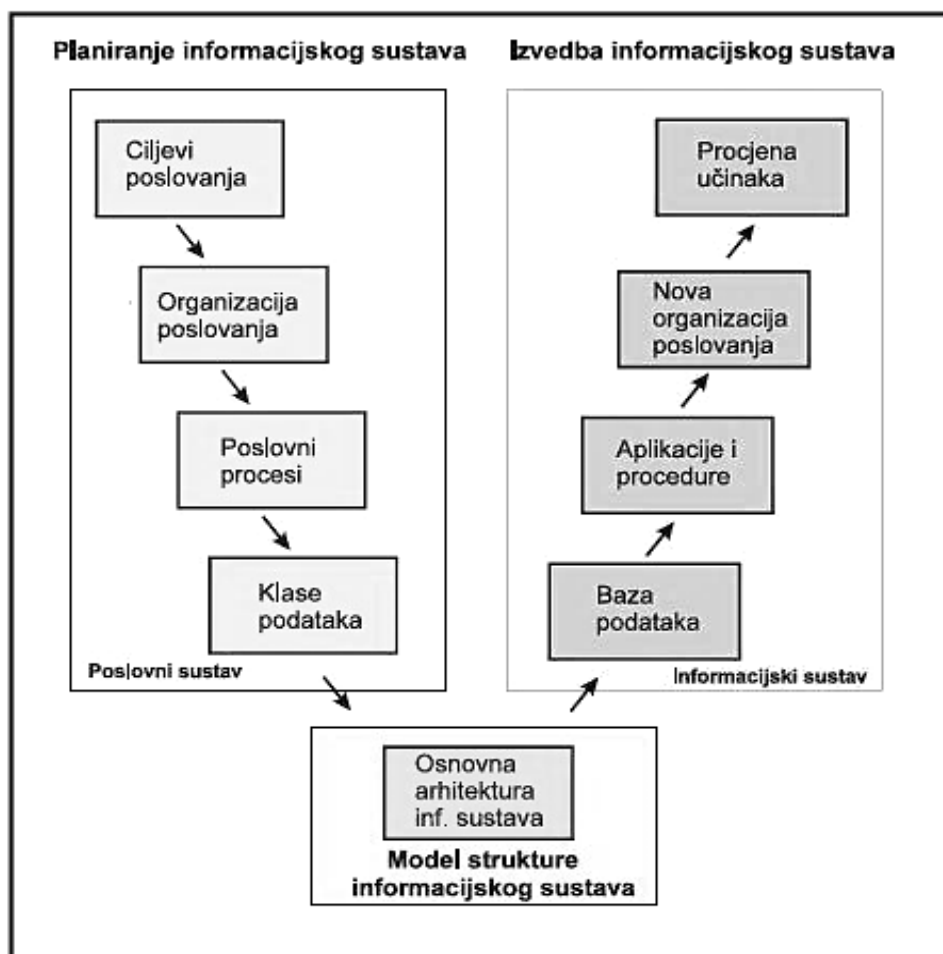 Planiranje informacijskog sustava
Ciljevi
poslovanja
Organizacija
poslovanja
Poslovni
procesi
Klase
podataka
Poslovni sustav
Izvedba informacijskog sustava
Procjena
učinaka
Nova
organizacija
poslovanja
Aplikacije i
procedure
Baza
podataka
Informacijski sustav
Osnovna
arhitektura
inf. sustava
Model strukture
informacijskog sustava